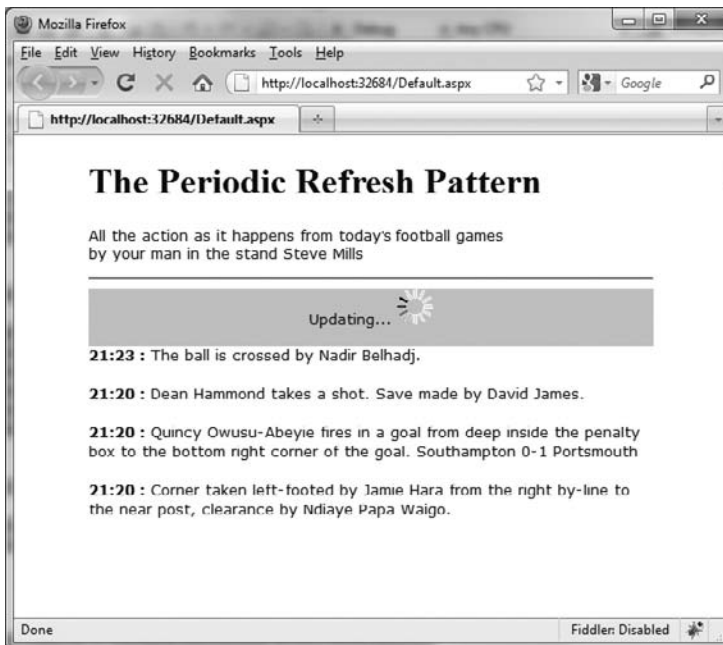 Mozilla Firefox
File Edit View History Bookmarks Tools Help
http://localhost:32684/Default.aspx
Google
http://localhost:32684/Default.aspx
The Periodic Refresh Pattern
All the action as it happens from today's football games
by your man in the stand Steve Mills
Updating...
21:23 : The ball is crossed by Nadir Belhadj.
21:20 : Dean Hammond takes a shot. Save made by David James.
21:20 : Quincy Owusu-Abeyie fires in a goal from deep inside the penalty
box to the bottom right corner of the goal. Southampton 0-1 Portsmouth
21:20 : Corner taken left-footed by Jamie Hara from the right by-line to
the near post, clearance by Ndiaye Papa Waigo.
Done
Fiddler: Disabled